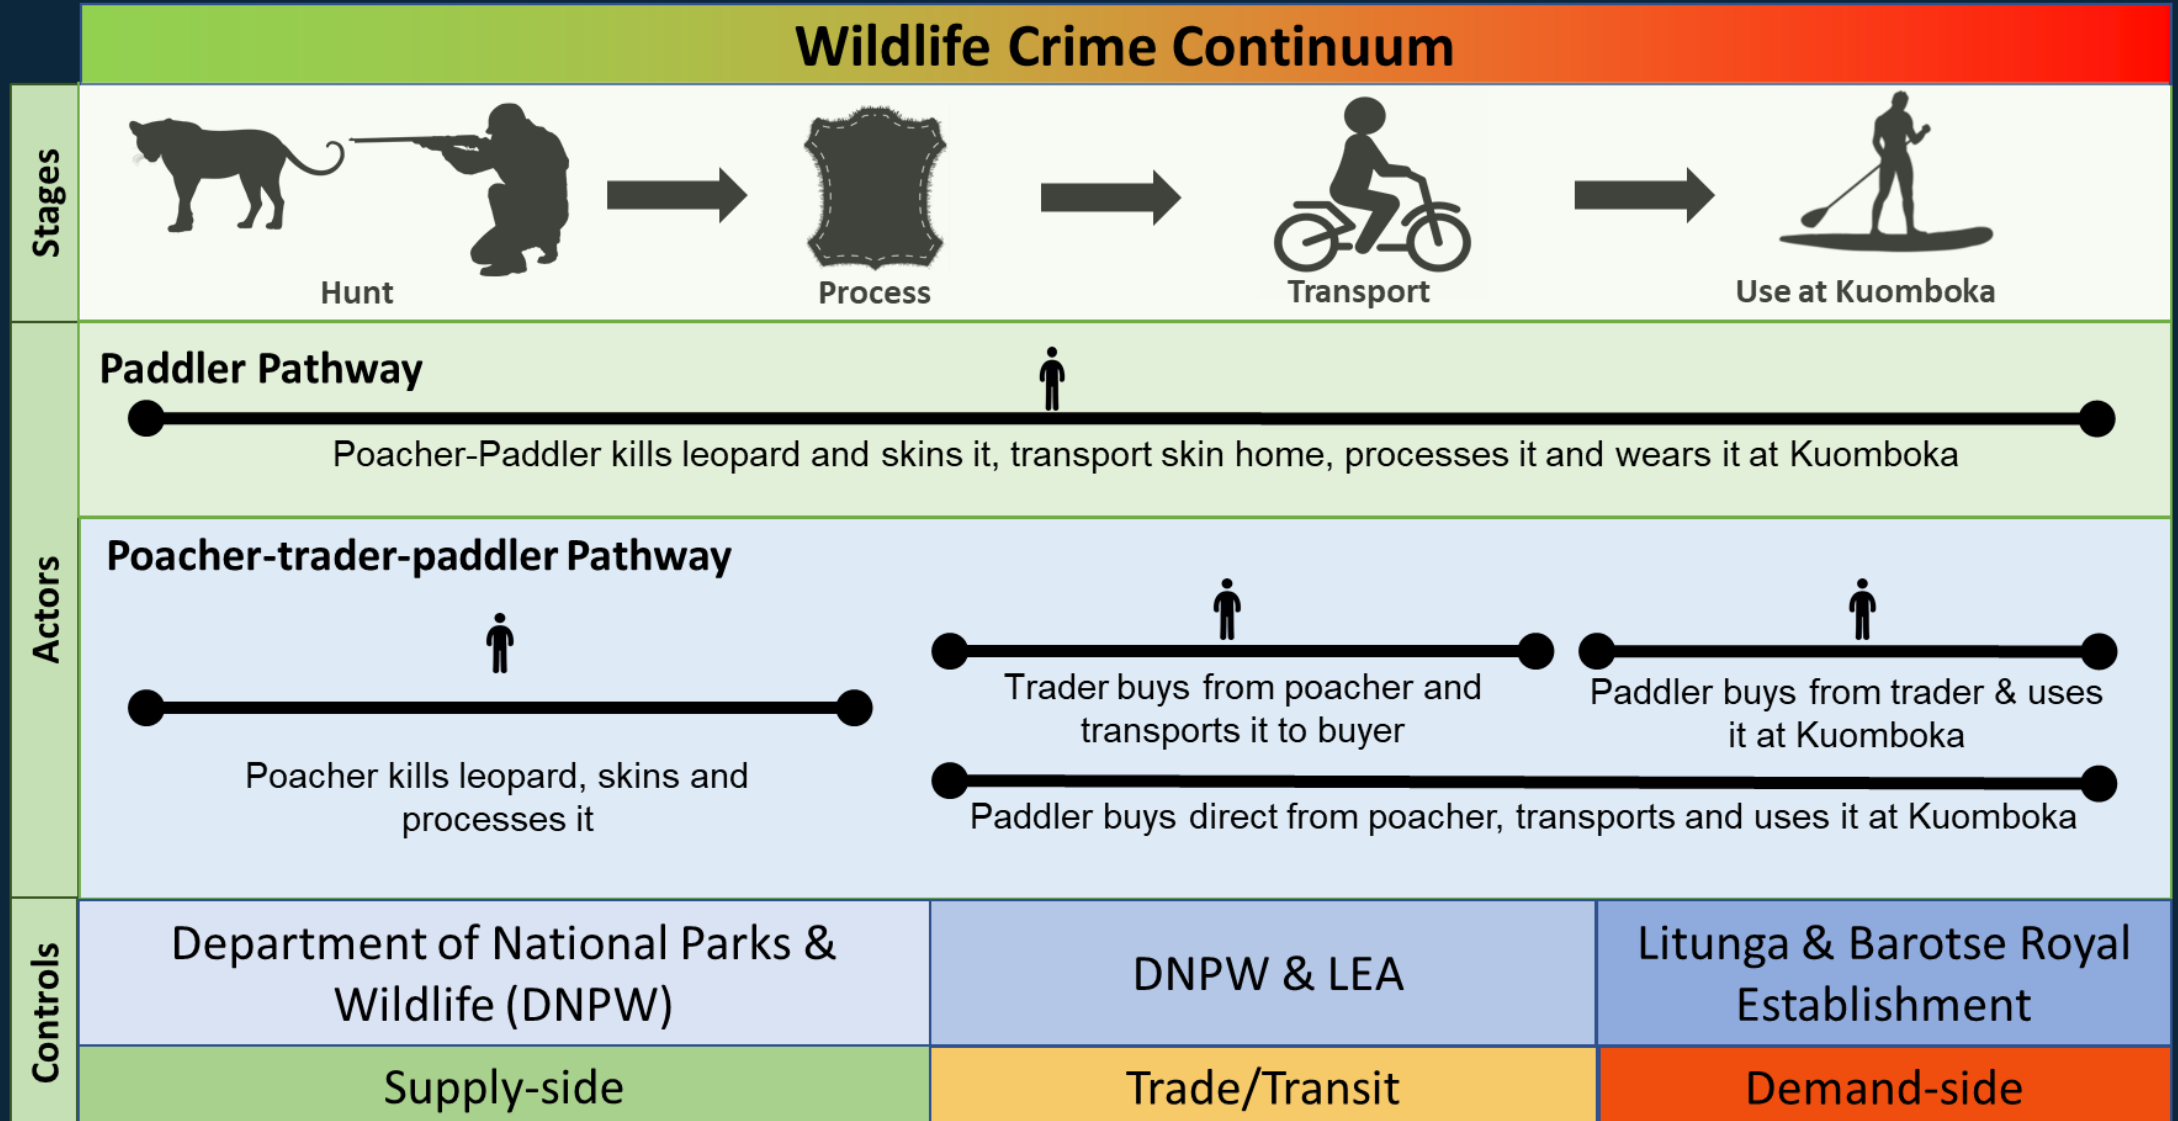 Wildlife Crime Continuum
Stages
Hunt
Process
Transport
Use at Kuomboka
Actors
Paddler Pathway
Poacher-Paddler kills leopard and skins it, transport skin home, processes it and wears it at Kuomboka
Poacher-trader-paddler Pathway
Poacher kills leopard, skins and
processes it
Trader buys from poacher and
transports it to buyer
Paddler buys from trader & uses
it at Kuomboka
Paddler buys direct from poacher, transports and uses it at Kuomboka
Controls
Department of National Parks &
Wildlife (DNPW)
DNPW & LEA
Litunga & Barotse Royal
Establishment
Supply-side
Trade/Transit
Demand-side